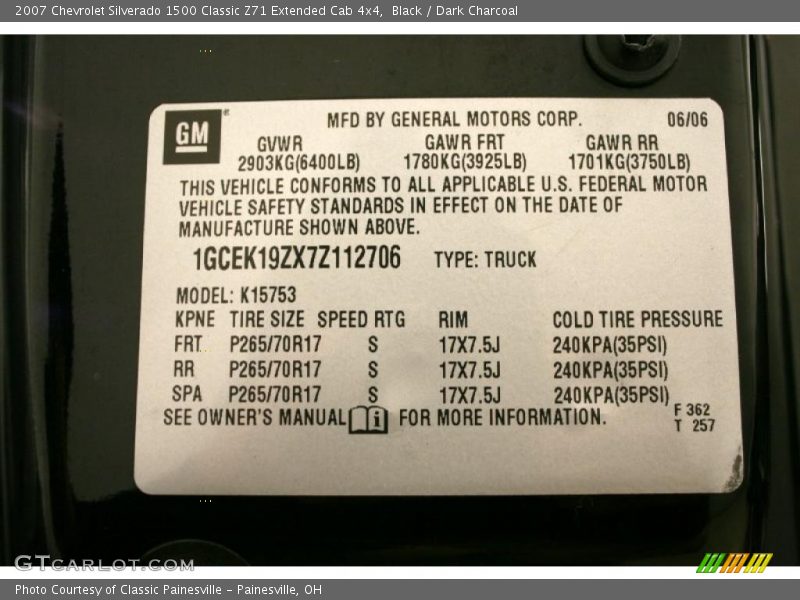 2007 Chevrolet Silverado 1500 Classic Z71 Extended Cab 4x4, Black / Dark Charcoal
GM ® MFD BY GENERAL MOTORS CORP. 06/06
GVWR GAWR FRT GAWR RR
2903KG(6400LB) 1780KG(3925LB) 1701KG(3750LB)
THIS VEHICLE CONFORMS TO ALL APPLICABLE U.S. FEDERAL MOTOR
VEHICLE SAFETY STANDARDS IN EFFECT ON THE DATE OF
MANUFACTURE SHOWN ABOVE.
1GCEK19ZX7Z112706 TYPE: TRUCK
MODEL: K15753
KPNE TIRE SIZE SPEED RTG RIM COLD TIRE PRESSURE
FRT P265/70R17 S 17X7.5J 240KPA(35PSI)
RR P265/70R17 S 17X7.5J 240KPA(35PSI)
SPA P265/70R17 S 17X7.5J 240KPA(35PSI)
SEE OWNER'S MANUAL i FOR MORE INFORMATION.
F 362
T 257
GTCARLOT.COM
Photo Courtesy of Classic Painesville - Painesville, OH